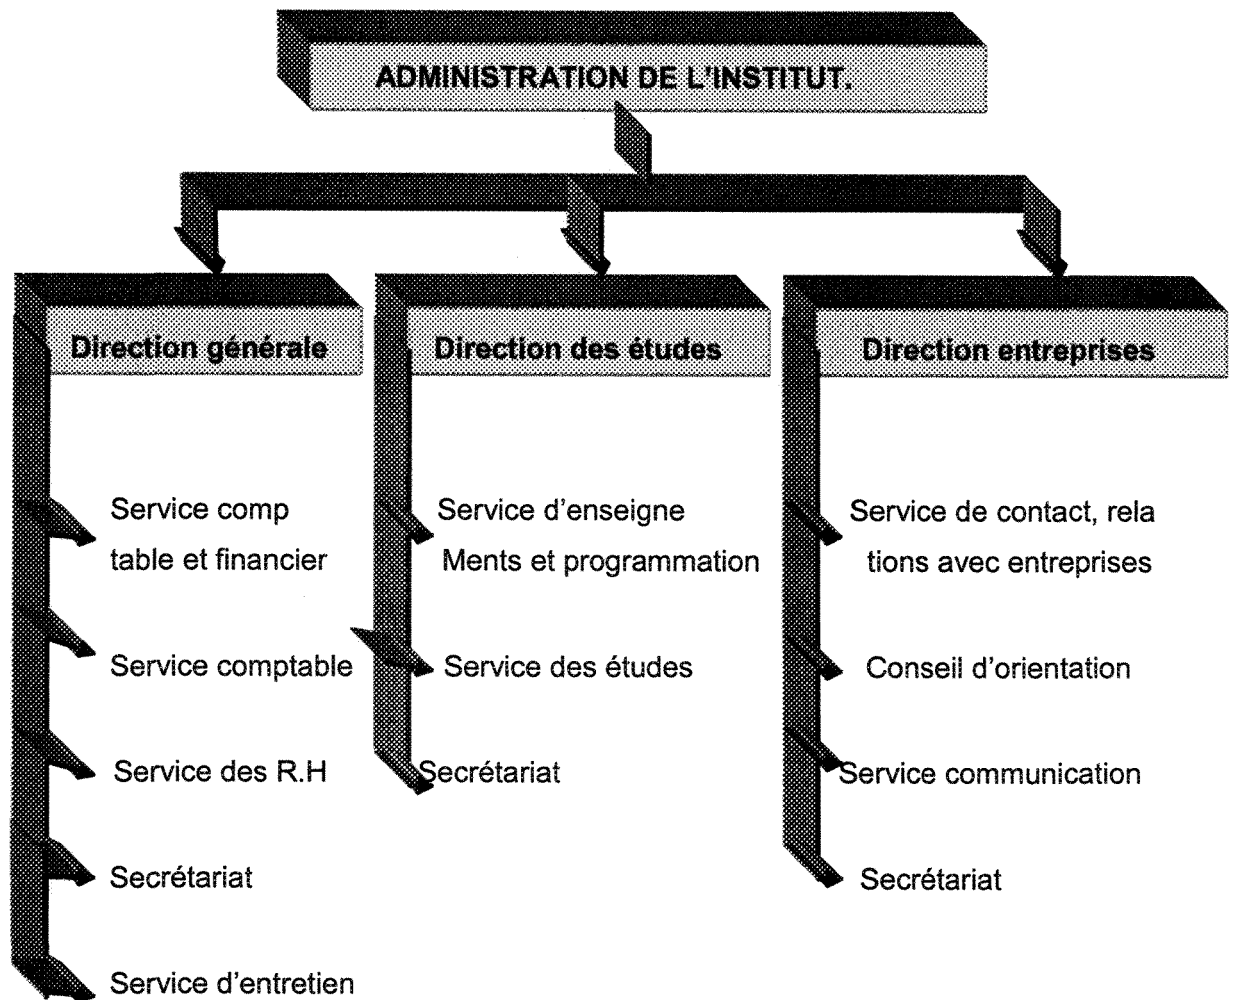 ADMINISTRATION DE L'INSTITUT.
Direction générale
Service comp
table et financier
Service comptable
Service des R.H
Secrétariat
Service d'entretien
Direction des études
Service d'enseigne
Ments et programmation
Service des études
Secrétariat
Direction entreprises
Service de contact, rela
tions avec entreprises
Conseil d'orientation
Service communication
Secrétariat